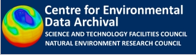 Centre for Environmental
Data Archival
SCIENCE AND TECHNOLOGY FACILITIES COUNCIL
NATURAL ENVIRONMENT RESEARCH COUNCIL